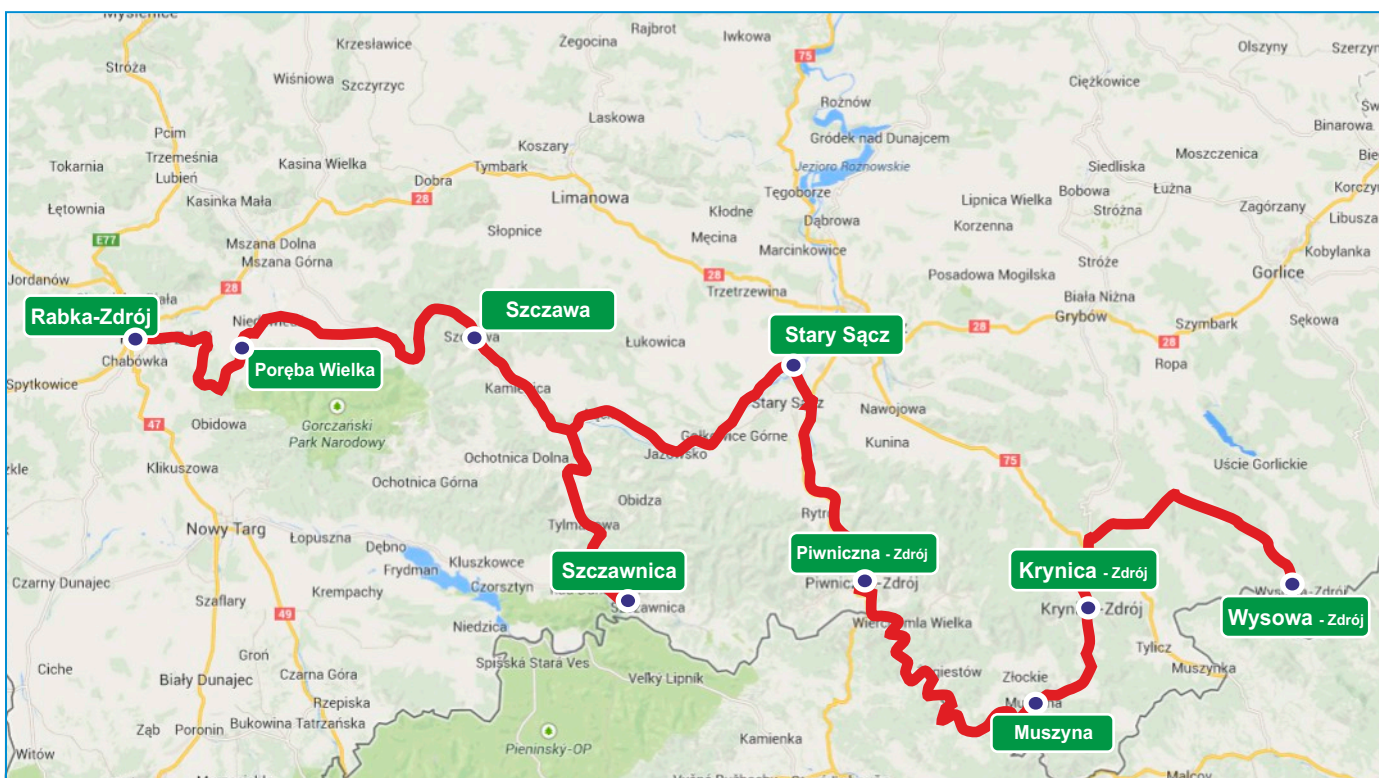 Rajbrot
Iwkowa
Żegocina
Krzesławice
Olszyny
75
Stróża
Wiśniowa
Szczyrzyc
Ciężkowice
Rożnów
Laskowa
Binarowa
Pcim
Gródek nad Dunajcem
Koszary
Trzemeśnia
Kasina Wielka
Tymbark
Jezioro Roznowskie
Siedliska
Moszczenica
Tokarnia
Lubień
Dobra
28
Limanowa
Tęgoborze
Bobowa
Łużna
Kasinka Mała
Lipnica Wielka
Stróżna
Zagórzany
Łętownia
Kłodne
Dąbrowa
Korzenna
Libusza
E77
Mszana Dolna
Słopnice
Męcina
Marcinkowice
Kobylanka
Mszana Górna
Stróże
Gorlice
Jordanów
28
28
Posadowa Mogilska
Trzetrzewina
Biała Niżna
Rabka-Zdrój
Szczawa
Grybów
Szymbark
Sękowa
28
Stary Sącz
28
Łukowica
Chabówka
Poręba Wielka
Ropa
Spytkowice
Kamienica
Stary Sącz
Nawojowa
47
Obidowa
Gorczański
Park Narodowy
Gołkowice Górne
Kunina
Jazowsko
Ochotnica Dolna
75
Klikuszowa
Uście Gorlickie
Ochotnica Górna
Obidza
Nowy Targ
Łopuszna
Tylmanowa
Dębno
Piwniczna - Zdrój
Kluszkowce
Frydman
Szczawnica
Krynica - Zdrój
Czarny Dunajec
Krempachy
Czorsztyn
Piwniczna-Zdrój
Szaflary
Szczawnica
Krynica-Zdrój
Wysowa - Zdrój
49
Niedzica
Wierchomla Wielka
Tylicz
Groń
Spišská Stará Ves
Muszynka
Ciche
Czarna Góra
Veľký Lipník
Złockie
Biały Dunajec
Rzepiska
Muszyna
Ząb
Poronin
Bukowina Tatrzańska
Pieninsky-OP
Kamienka
Witów